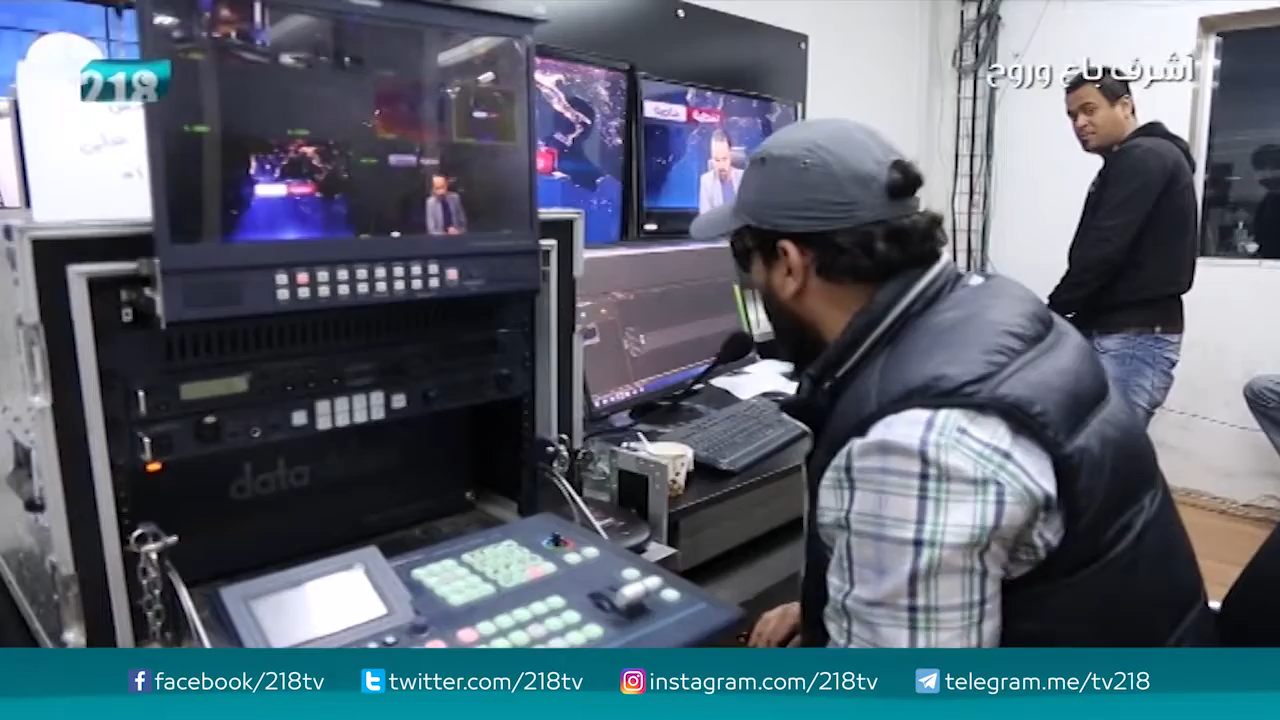 218
أشرف باع وروّح
data
facebook/218tv
twitter.com/218tv
instagram.com/218tv
telegram.me/tv218